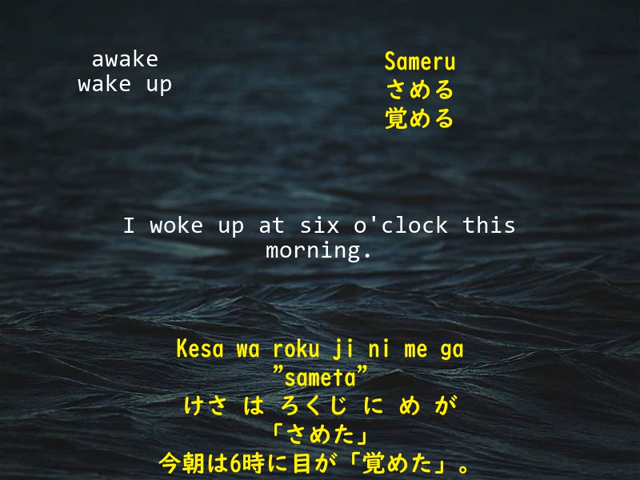 awake
wake up
Sameru
さめる
覚める
I woke up at six o'clock this
morning.
Kesa wa roku ji ni me ga
”sameta”
けさ は ろくじ に め が
「さめた」
今朝は6時に目が「覚めた」。